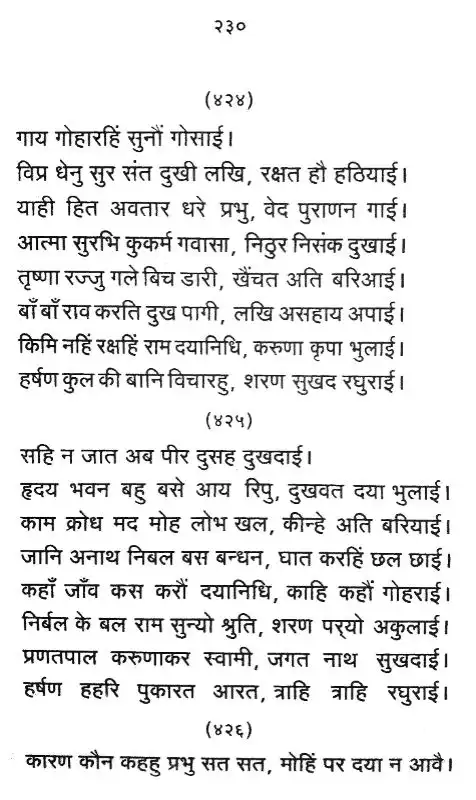 २३०
(४२४)
गाय गोहारहिं सुनौं गोसाई।
विप्र धेनु सुर संत दुखी लखि, रक्षत हौ हठियाई।
याही हित अवतार धरे प्रभु, वेद पुराणन गाई।
आत्मा सुरभि कुकर्म गवासा, निठुर निसंक दुखाई।
तृष्णा रज्जु गले बिच डारी, खैंचत अति बरिआई।
बाँ बाँ राव करति दुख पागी, लखि असहाय अपाई।
किमि नहिं रक्षहिं राम दयानिधि, करुणा कृपा भुलाई।
हर्षण कुल की बानि विचारहु, शरण सुखद रघुराई।
(४२५)
सहि न जात अब पीर दुसह दुखदाई।
हृदय भवन बहु बसे आय रिपु, दुखवत दया भुलाई।
काम क्रोध मद मोह लोभ खल, कीन्हे अति बरियाई।
जानि अनाथ निबल बस बन्धन, घात करहिं छल छाई।
कहाँ जाँव कस करौं दयानिधि, काहि कहौं गोहराई।
निर्बल के बल राम सुन्यो श्रुति, शरण पर्‌यो अकुलाई।
प्रणतपाल करुणाकर स्वामी, जगत नाथ सुखदाई।
हर्षण हहरि पुकारत आरत, त्राहि त्राहि रघुराई।
(४२६)
कारण कौन कहहु प्रभु सत सत, मोहिं पर दया न आवै।